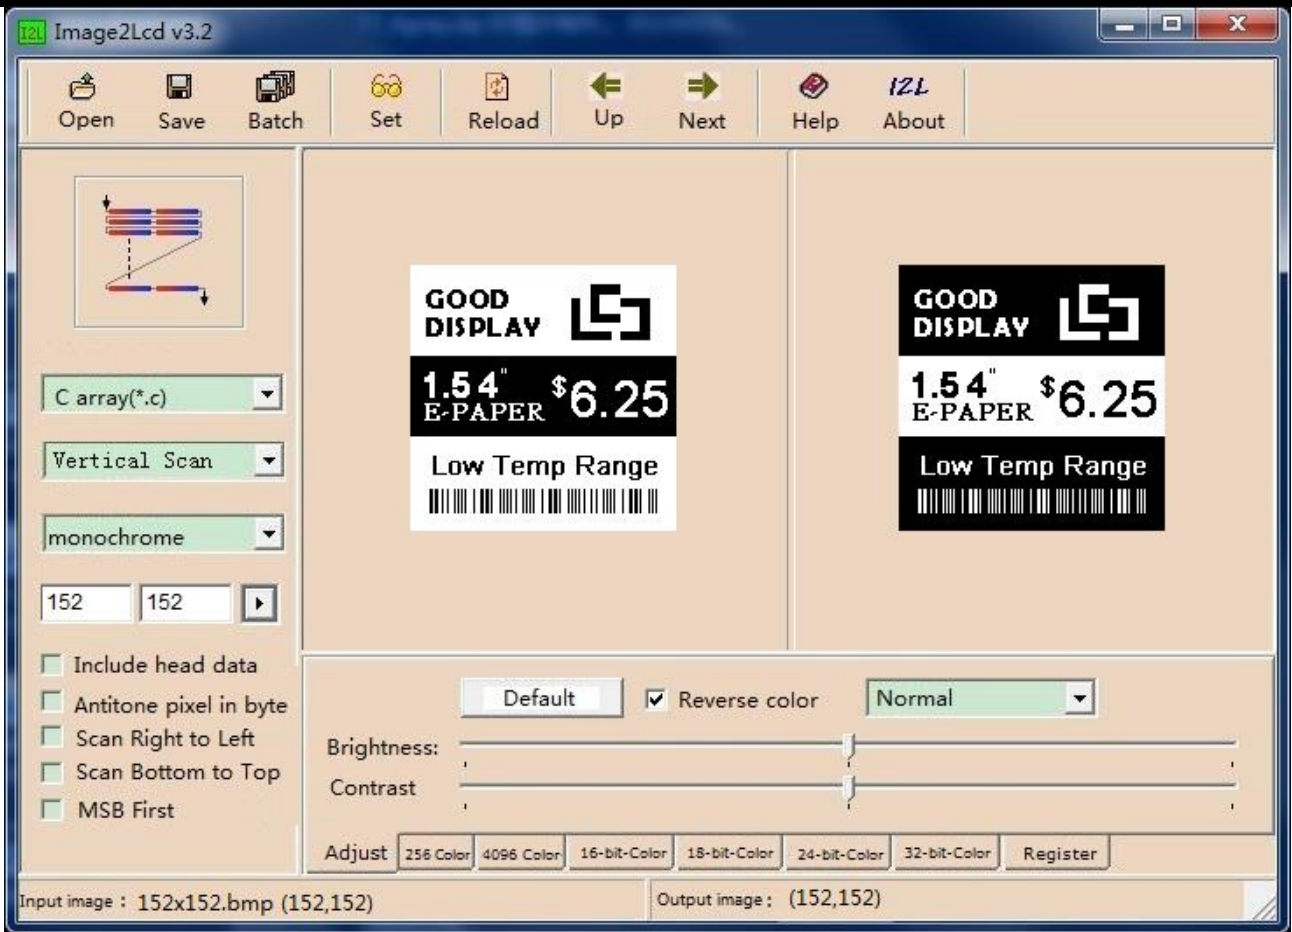 I2L Image2Lcd v3.2
I2L
Open Save Batch Set Reload Up Next Help About
C array(*.c)
Vertical Scan
monochrome
152 152
Include head data
Antitone pixel in byte
Scan Right to Left
Scan Bottom to Top
MSB First
GOOD
DISPLAY
1.54"
E-PAPER
$6.25
Low Temp Range
GOOD
DISPLAY
1.54"
E-PAPER
$6.25
Low Temp Range
Default Reverse color Normal
Brightness:
Contrast
Adjust 256 Color 4096 Color 16-bit-Color 18-bit-Color 24-bit-Color 32-bit-Color Register
Input image : 152x152.bmp (152,152) Output image : (152,152)